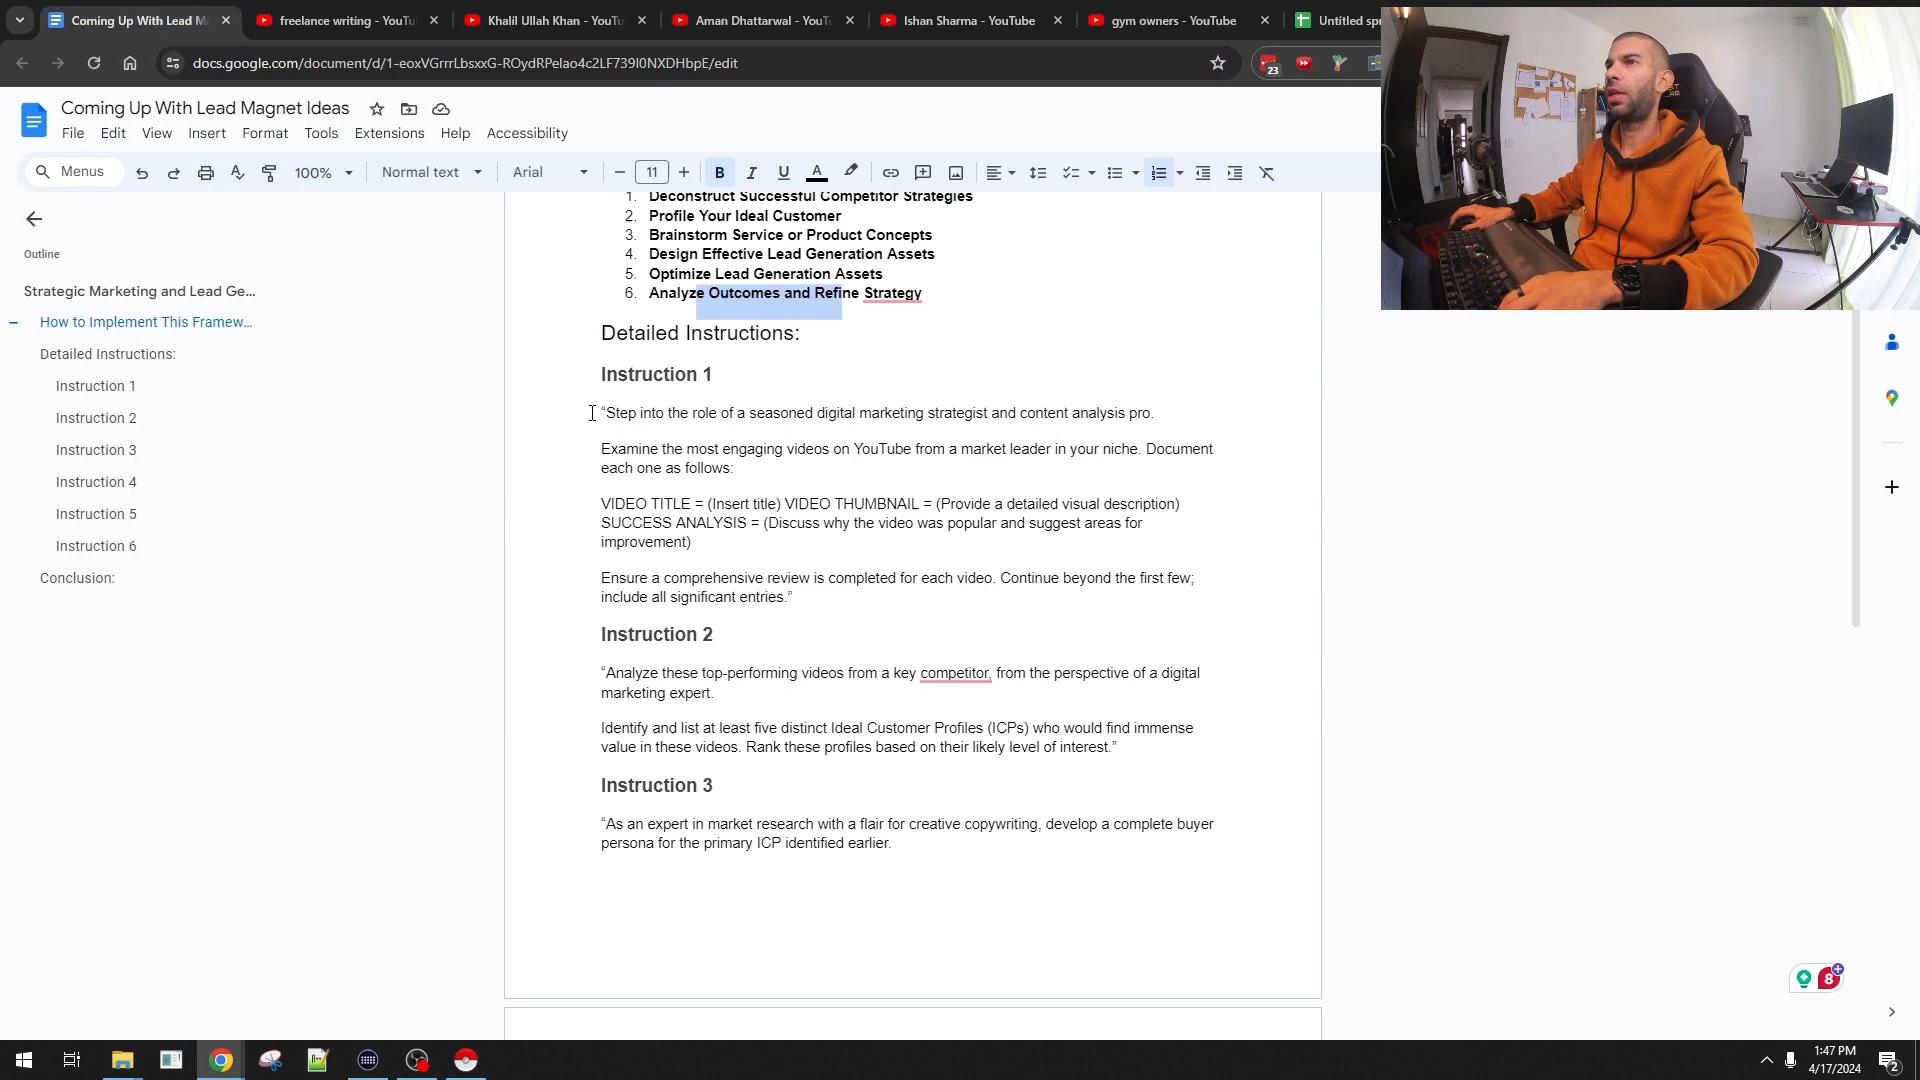 Coming Up With Lead M
freelance writing - YouTu
Khalil Ullah Khan - YouTu
Aman Dhattarwal - YouTu
Ishan Sharma - YouTube
gym owners - YouTube
Untitled spr
docs.google.com/document/d/1-eoxVGrrrLbsxxG-ROydRPelao4c2LF739I0NXDHbpE/edit
23
Coming Up With Lead Magnet Ideas
File Edit View Insert Format Tools Extensions Help Accessibility
Menus 100% Normal text Arial 11 B I U A
Outline
Strategic Marketing and Lead Ge...
How to Implement This Framew...
Detailed Instructions:
Instruction 1
Instruction 2
Instruction 3
Instruction 4
Instruction 5
Instruction 6
Conclusion:
1. Deconstruct Successful Competitor Strategies
2. Profile Your Ideal Customer
3. Brainstorm Service or Product Concepts
4. Design Effective Lead Generation Assets
5. Optimize Lead Generation Assets
6. Analyze Outcomes and Refine Strategy
Detailed Instructions:
Instruction 1
“Step into the role of a seasoned digital marketing strategist and content analysis pro.
Examine the most engaging videos on YouTube from a market leader in your niche. Document
each one as follows:
VIDEO TITLE = (Insert title) VIDEO THUMBNAIL = (Provide a detailed visual description)
SUCCESS ANALYSIS = (Discuss why the video was popular and suggest areas for
improvement)
Ensure a comprehensive review is completed for each video. Continue beyond the first few;
include all significant entries.”
Instruction 2
“Analyze these top-performing videos from a key competitor, from the perspective of a digital
marketing expert.
Identify and list at least five distinct Ideal Customer Profiles (ICPs) who would find immense
value in these videos. Rank these profiles based on their likely level of interest.”
Instruction 3
“As an expert in market research with a flair for creative copywriting, develop a complete buyer
persona for the primary ICP identified earlier.
8
1:47 PM
4/17/2024
2